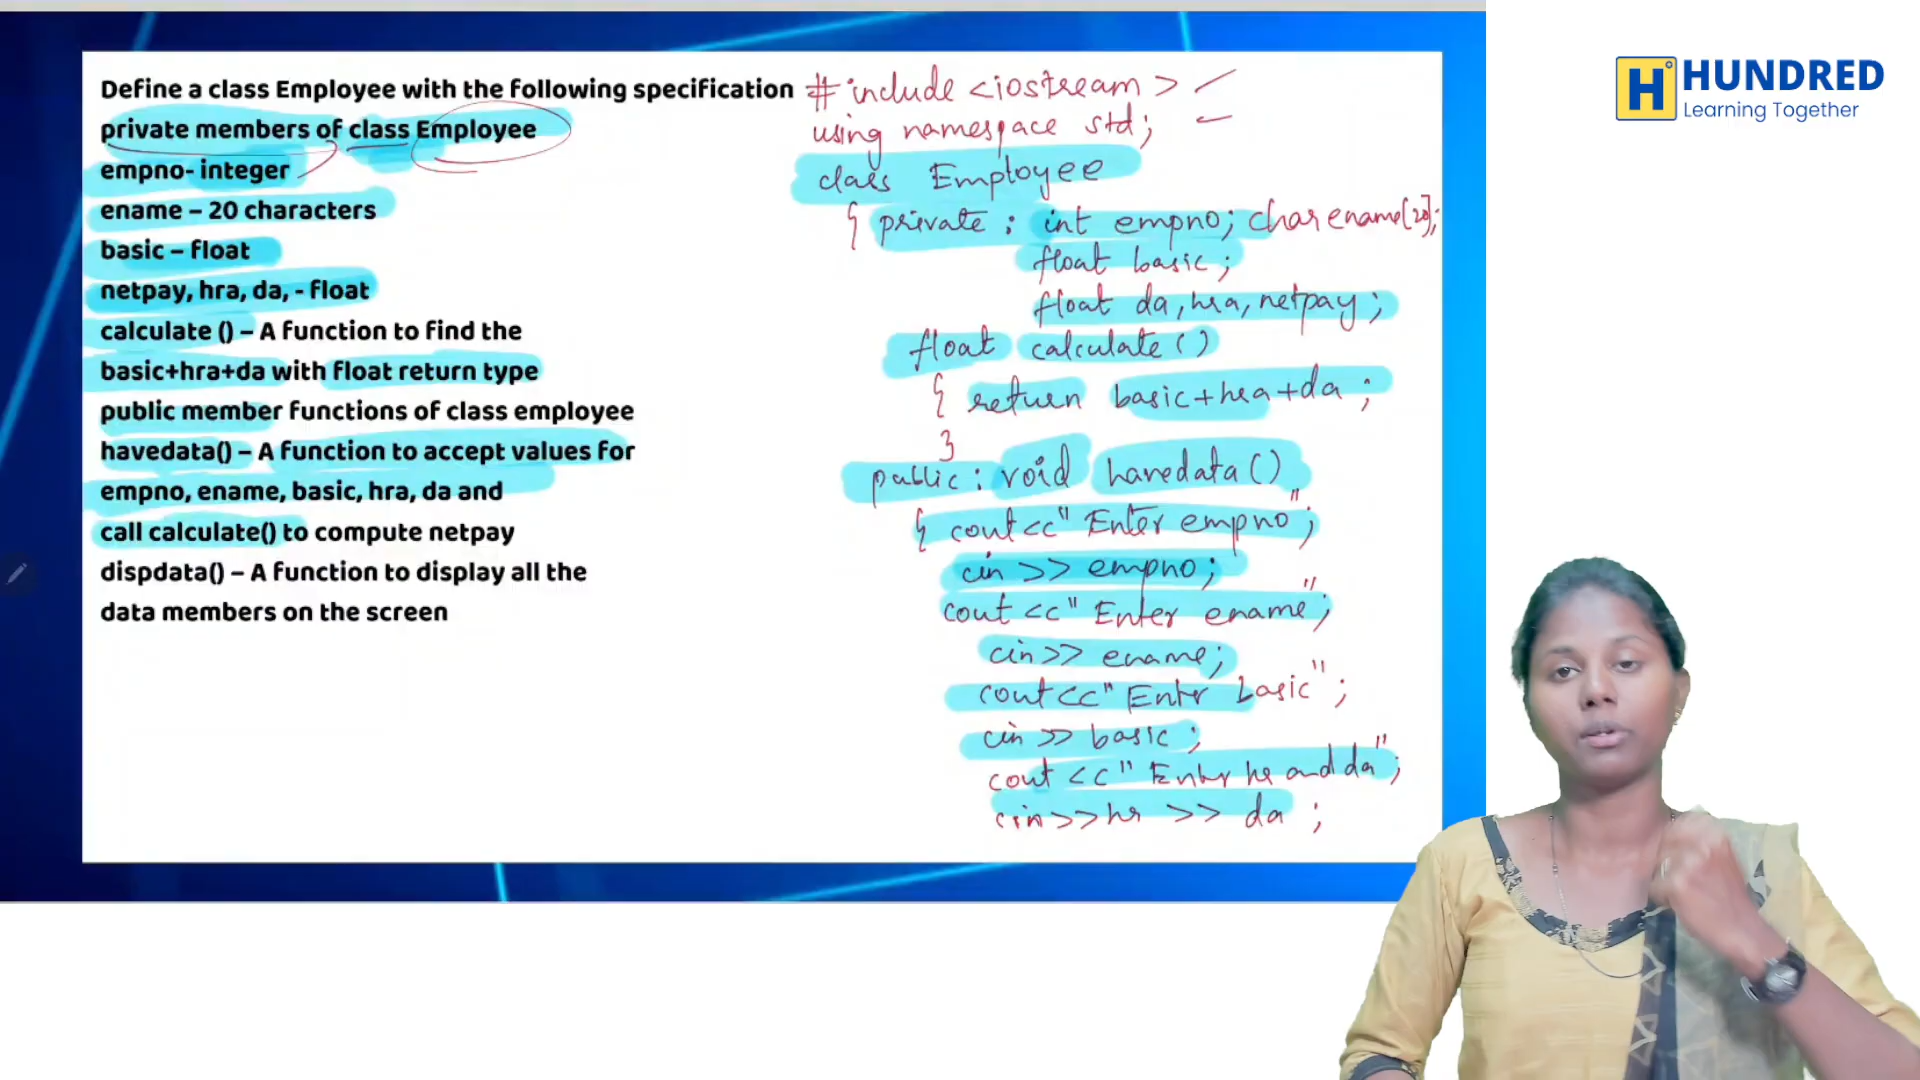 Define a class Employee with the following specification
private members of class Employee
empno- integer
ename – 20 characters
basic – float
netpay, hra, da, - float
calculate () – A function to find the
basic+hra+da with float return type
public member functions of class employee
havedata() – A function to accept values for
empno, ename, basic, hra, da and
call calculate() to compute netpay
dispdata() – A function to display all the
data members on the screen
#include <iostream>
using namespace std;
class Employee
{ private : int empno; char ename[20];
float basic;
float da, hra, netpay;
float calculate()
{ return basic+hra+da;
}
public : void havedata()
{ cout<<"Enter empno";
cin >> empno;
cout<<"Enter ename";
cin>> ename;
cout<<"Enter basic";
cin >> basic;
cout<<"Enter hr and da";
cin>>hr >> da ;
H HUNDRED
Learning Together